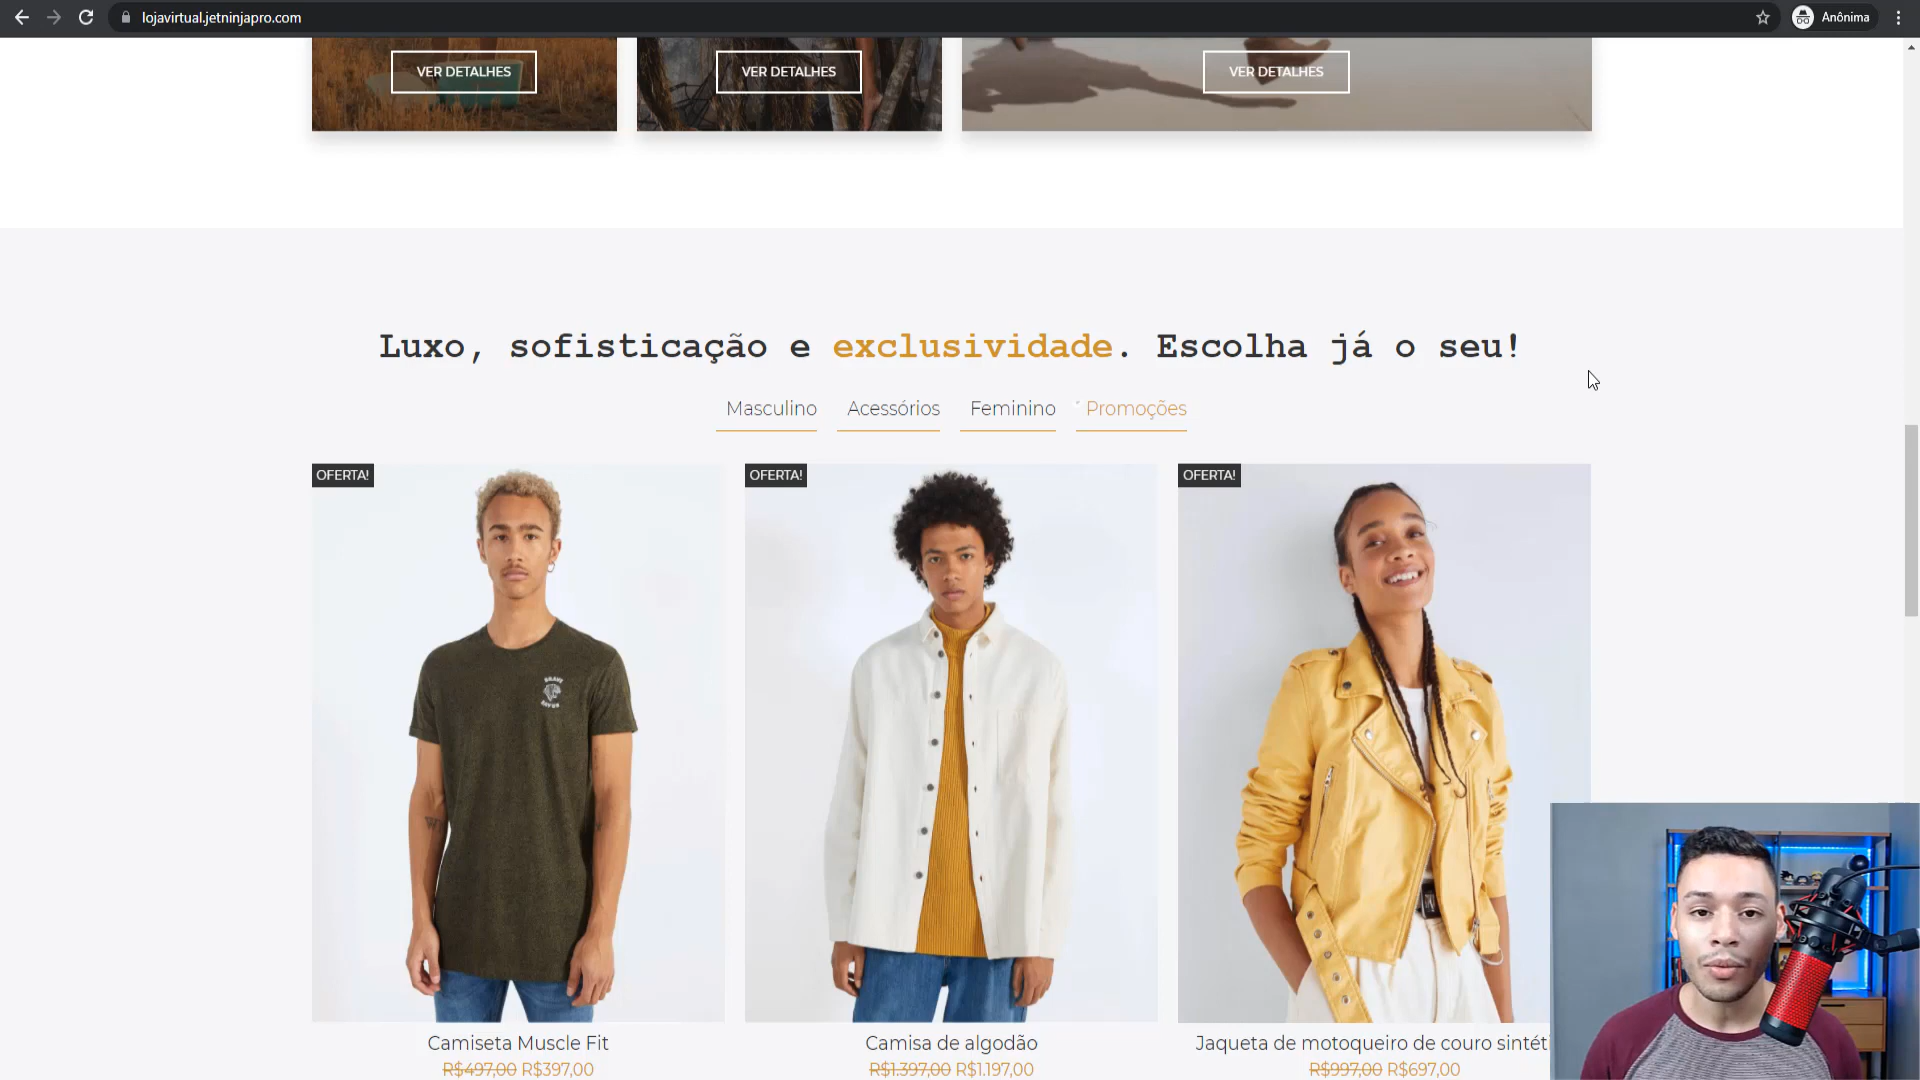 lojavirtual.jetninjapro.com
Anônima
VER DETALHES
VER DETALHES
VER DETALHES
Luxo, sofisticação e exclusividade. Escolha já o seu!
Masculino Acessórios Feminino Promoções
OFERTA!
OFERTA!
OFERTA!
Camiseta Muscle Fit
R$497,00 R$397,00
Camisa de algodão
R$1.397,00 R$1.197,00
Jaqueta de motoqueiro de couro sintéti
R$997,00 R$697,00